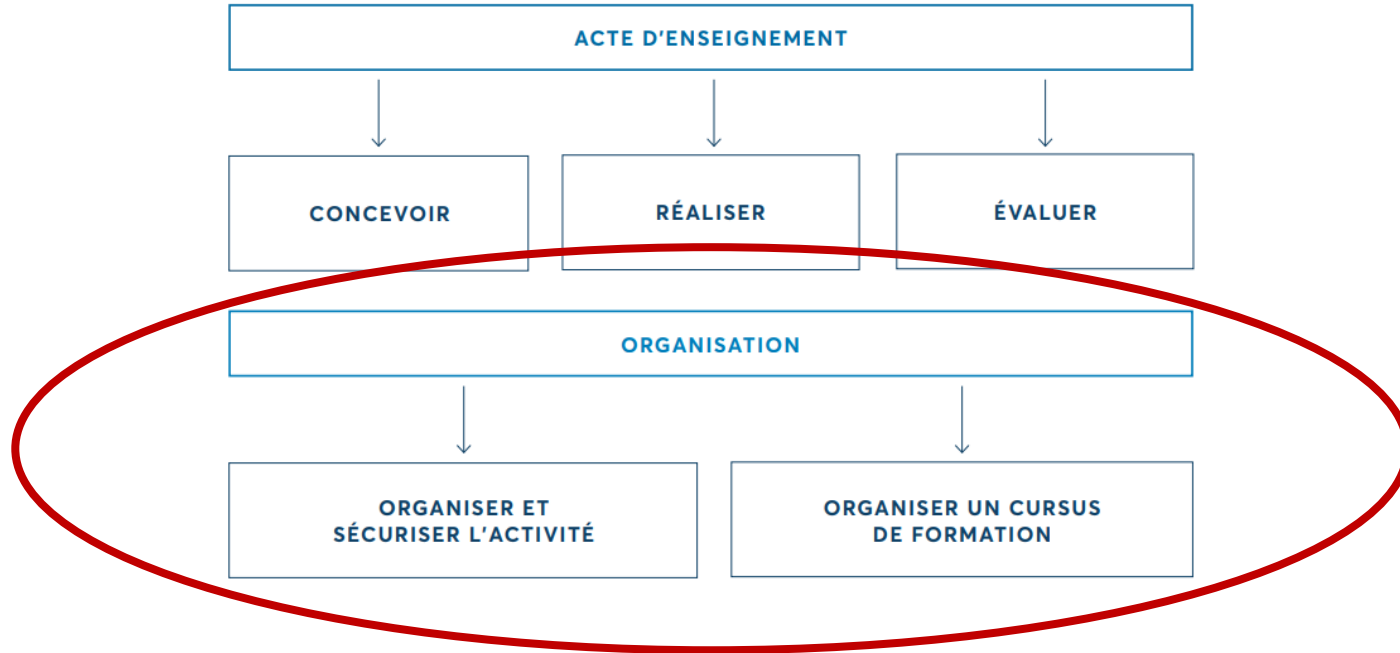 ACTE D'ENSEIGNEMENT
CONCEVOIR
RÉALISER
ÉVALUER
ORGANISATION
ORGANISER ET
SÉCURISER L'ACTIVITÉ
ORGANISER UN CURSUS
DE FORMATION